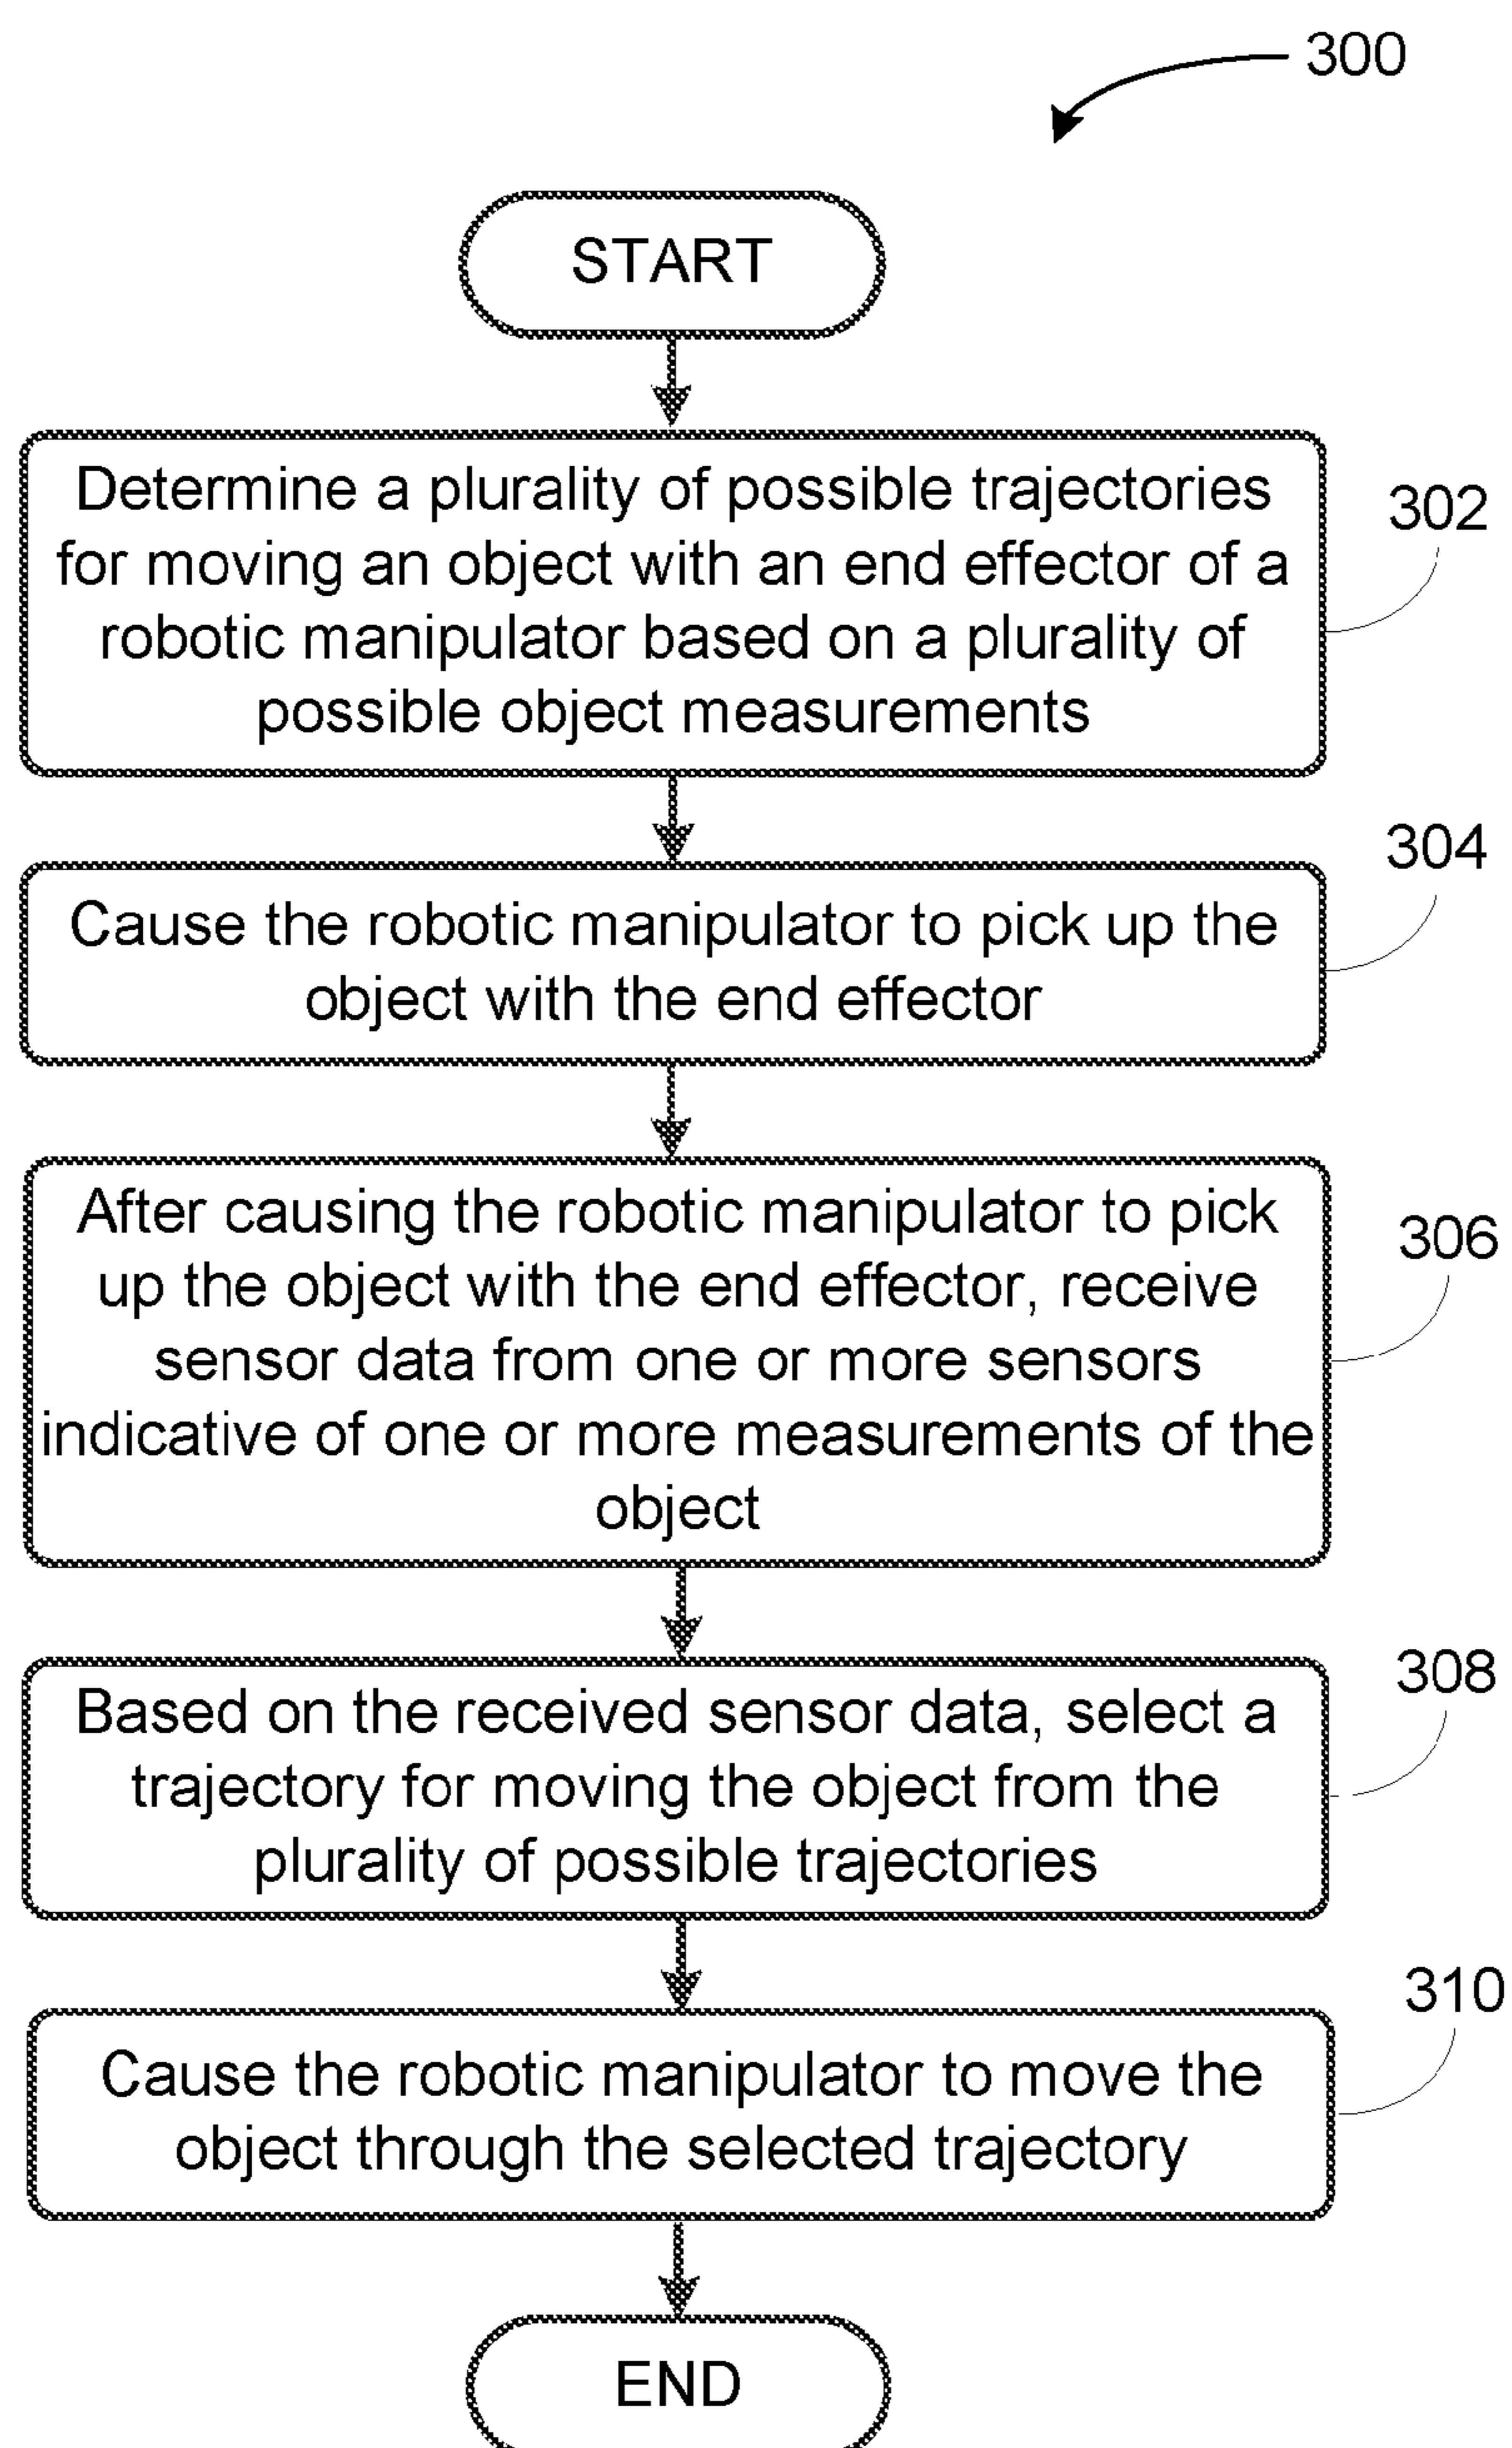 300
START
Determine a plurality of possible trajectories
for moving an object with an end effector of a
robotic manipulator based on a plurality of
possible object measurements
302
Cause the robotic manipulator to pick up the
object with the end effector
304
After causing the robotic manipulator to pick
up the object with the end effector, receive
sensor data from one or more sensors
indicative of one or more measurements of the
object
306
Based on the received sensor data, select a
trajectory for moving the object from the
plurality of possible trajectories
308
Cause the robotic manipulator to move the
object through the selected trajectory
310
END